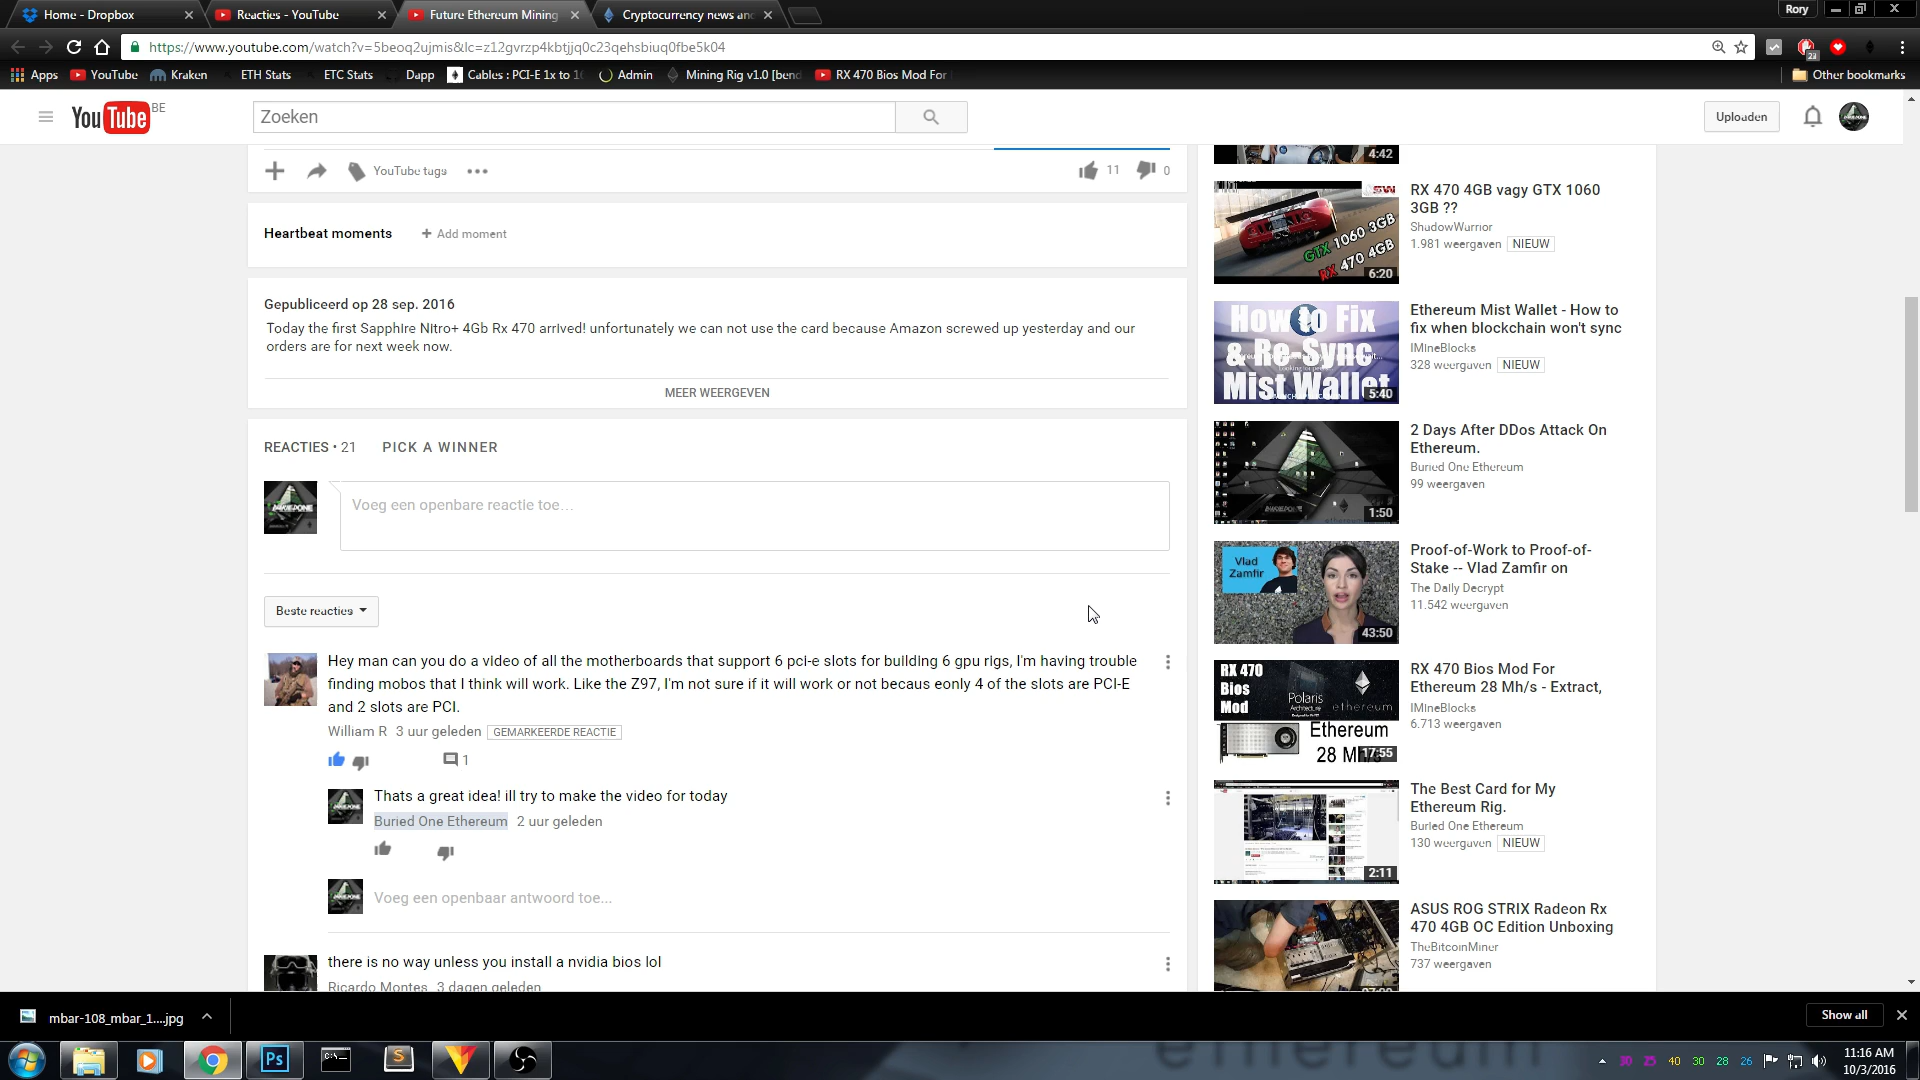 Home - Dropbox
Reacties - YouTube
Future Ethereum Mining
Cryptocurrency news and
Rory
https://www.youtube.com/watch?v=5beoq2ujmis&lc=z12gvrzp4kbtjjq0c23qehsbiuq0fbe5k04
Apps
YouTube
Kraken
ETH Stats
ETC Stats
Dapp
Cables : PCI-E 1x to 16
Admin
Mining Rig v1.0 [bend
RX 470 Bios Mod For
Other bookmarks
YouTube BE
Zoeken
Uploaden
YouTube tags
11
0
Heartbeat moments
Add moment
Gepubliceerd op 28 sep. 2016
Today the first Sapphire Nitro+ 4Gb Rx 470 arrived! unfortunately we can not use the card because Amazon screwed up yesterday and our
orders are for next week now.
MEER WEERGEVEN
REACTIES • 21
PICK A WINNER
Voeg een openbare reactie toe...
Beste reacties
Hey man can you do a video of all the motherboards that support 6 pci-e slots for building 6 gpu rigs, I'm having trouble
finding mobos that I think will work. Like the Z97, I'm not sure if it will work or not becaus eonly 4 of the slots are PCI-E
and 2 slots are PCI.
William R 3 uur geleden GEMARKEERDE REACTIE
1
Thats a great idea! ill try to make the video for today
Buried One Ethereum 2 uur geleden
Voeg een openbaar antwoord toe...
there is no way unless you install a nvidia bios lol
Ricardo Montes 3 dagen geleden
4:42
GTX 1060 3GB
RX 470 4GB
6:20
RX 470 4GB vagy GTX 1060
3GB ??
ShadowWarrior
1.981 weergaven NIEUW
How to Fix
& Re-Sync
Mist Wallet
5:40
Ethereum Mist Wallet - How to
fix when blockchain won't sync
IMineBlocks
328 weergaven NIEUW
1:50
2 Days After DDos Attack On
Ethereum.
Buried One Ethereum
99 weergaven
Vlad
Zamfir
43:50
Proof-of-Work to Proof-of-
Stake -- Vlad Zamfir on
The Daily Decrypt
11.542 weergaven
RX 470
Bios
Mod
Polaris
ethereum
Ethereum
28 Mh/s
17:55
RX 470 Bios Mod For
Ethereum 28 Mh/s - Extract,
IMineBlocks
6.713 weergaven
2:11
The Best Card for My
Ethereum Rig.
Buried One Ethereum
130 weergaven NIEUW
ASUS ROG STRIX Radeon Rx
470 4GB OC Edition Unboxing
TheBitcoinMiner
737 weergaven
mbar-108_mbar_1....jpg
Show all
ethereum
Ps
40
30
28
26
11:16 AM
10/3/2016